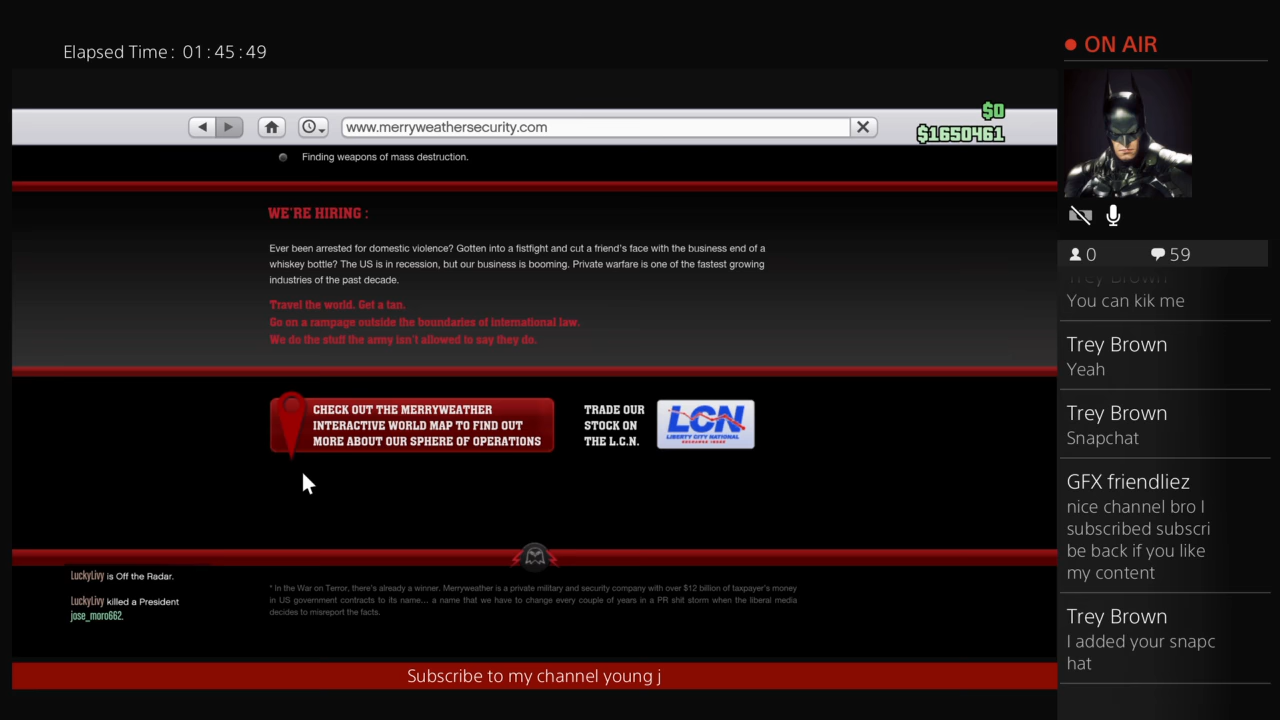 Elapsed Time: 01:45:49
ON AIR
www.merryweathersecurity.com
$0
$1650461
Finding weapons of mass destruction.
WE'RE HIRING :
Ever been arrested for domestic violence? Gotten into a fistfight and cut a friend's face with the business end of a
whiskey bottle? The US is in recession, but our business is booming. Private warfare is one of the fastest growing
industries of the past decade.
Travel the world. Get a tan.
Go on a rampage outside the boundaries of international law.
We do the stuff the army isn't allowed to say they do.
CHECK OUT THE MERRYWEATHER
INTERACTIVE WORLD MAP TO FIND OUT
MORE ABOUT OUR SPHERE OF OPERATIONS
TRADE OUR
STOCK ON
THE L.C.N.
LCN
LIBERTY CITY NATIONAL
LuckyLivy is Off the Radar.
LuckyLivy killed a President
jose_moro662.
* In the War on Terror, there's already a winner. Merryweather is a private military and security company with over $12 billion of taxpayer's money
in US government contracts to its name... a name that we have to change every couple of years in a PR shit storm when the liberal media
decides to misreport the facts.
Subscribe to my channel young j
0
59
Trey Brown
You can kik me
Trey Brown
Yeah
Trey Brown
Snapchat
GFX friendliez
nice channel bro I
subscribed subscri
be back if you like
my content
Trey Brown
I added your snapc
hat